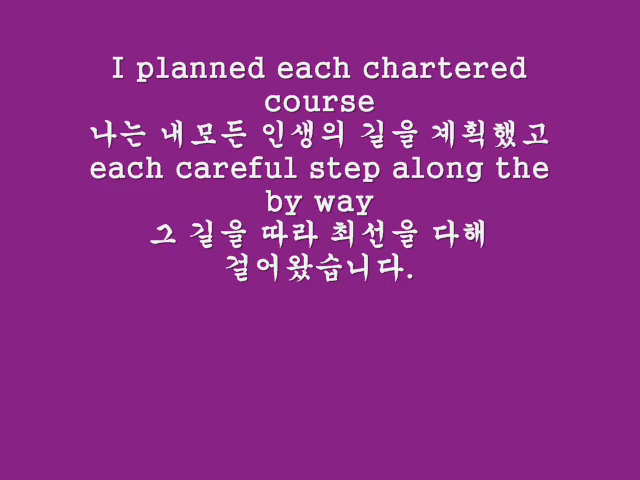 I planned each chartered
course
나는 내모든 인생의 길을 계획했고
each careful step along the
by way
그 길을 따라 최선을 다해
걸어왔습니다.